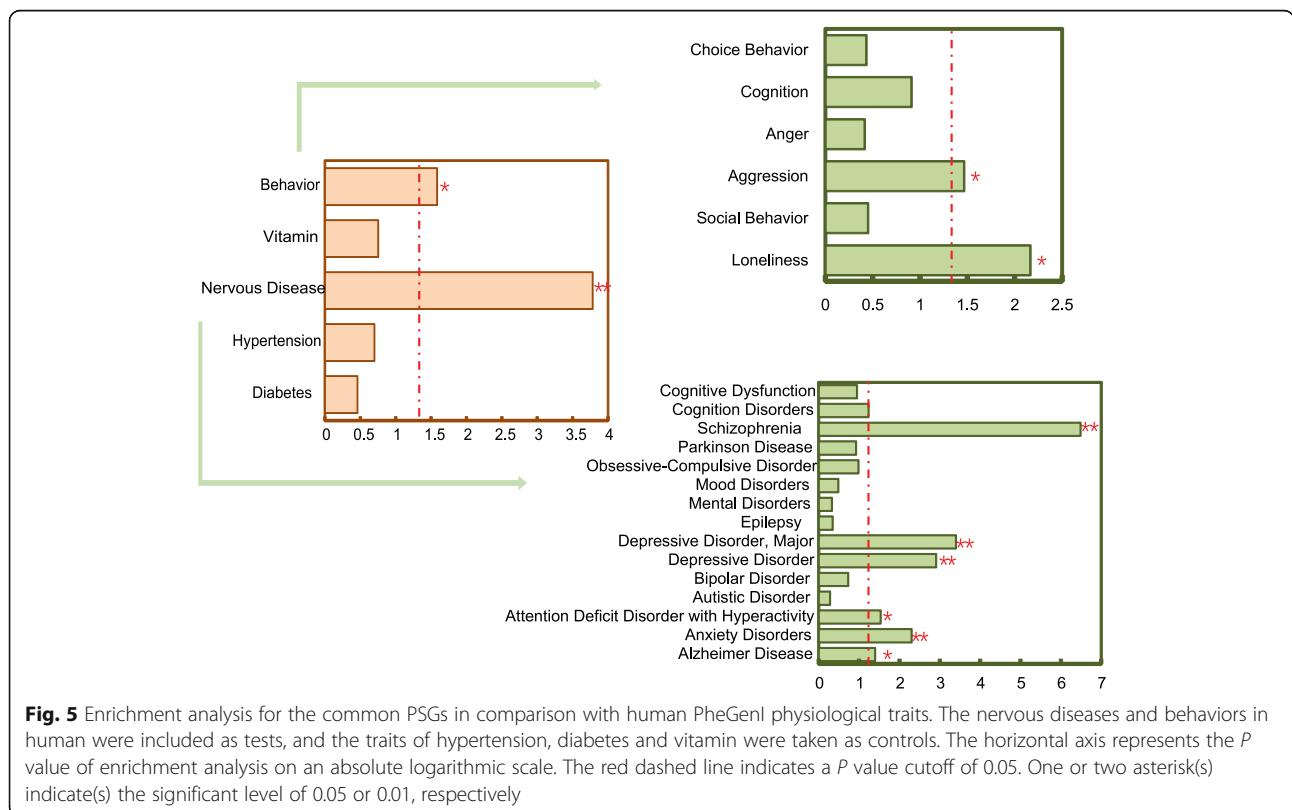 Choice Behavior
Cognition
Anger
Aggression *
Social Behavior
Loneliness *
0 0.5 1 1.5 2 2.5
Behavior *
Vitamin
Nervous Disease **
Hypertension
Diabetes
0 0.5 1 1.5 2 2.5 3 3.5 4
Cognitive Dysfunction
Cognition Disorders
Schizophrenia **
Parkinson Disease
Obsessive-Compulsive Disorder
Mood Disorders
Mental Disorders
Epilepsy
Depressive Disorder, Major **
Depressive Disorder **
Bipolar Disorder
Autistic Disorder
Attention Deficit Disorder with Hyperactivity *
Anxiety Disorders **
Alzheimer Disease *
0 1 2 3 4 5 6 7
Fig. 5 Enrichment analysis for the common PSGs in comparison with human PheGenI physiological traits. The nervous diseases and behaviors in
human were included as tests, and the traits of hypertension, diabetes and vitamin were taken as controls. The horizontal axis represents the P
value of enrichment analysis on an absolute logarithmic scale. The red dashed line indicates a P value cutoff of 0.05. One or two asterisk(s)
indicate(s) the significant level of 0.05 or 0.01, respectively